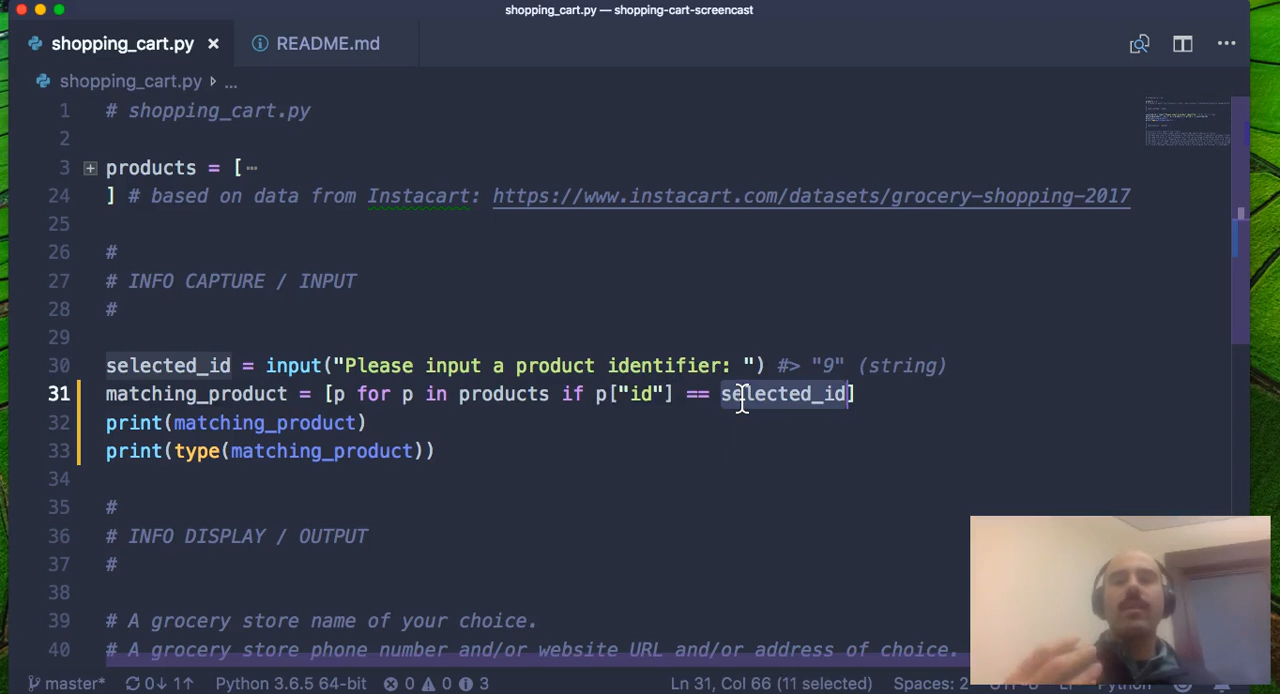 shopping_cart.py — shopping-cart-screencast
shopping_cart.py × README.md
shopping_cart.py ...
1 # shopping_cart.py
2
3 products = [
24 ] # based on data from Instacart: https://www.instacart.com/datasets/grocery-shopping-2017
25
26 #
27 # INFO CAPTURE / INPUT
28 #
29
30 selected_id = input("Please input a product identifier: ") #> "9" (string)
31 matching_product = [p for p in products if p["id"] == selected_id]
32 print(matching_product)
33 print(type(matching_product))
34
35 #
36 # INFO DISPLAY / OUTPUT
37 #
38
39 # A grocery store name of your choice.
40 # A grocery store phone number and/or website URL and/or address of choice.
master* 0↓ 1↑ Python 3.6.5 64-bit 0 0 3 Ln 31, Col 66 (11 selected) Spaces: 2